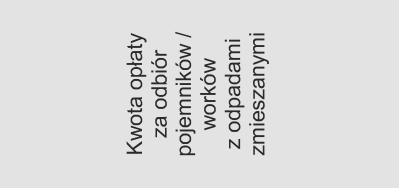 Kwota opłaty
za odbiór
pojemników /
worków
z odpadami
zmieszanymi